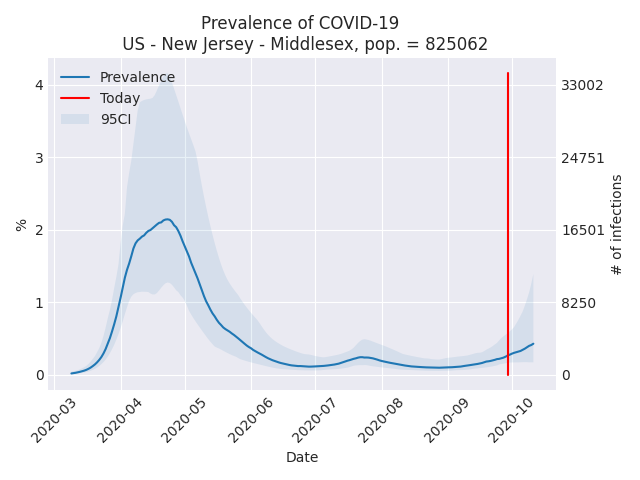 Prevalence of COVID-19
US - New Jersey - Middlesex, pop. = 825062
Prevalence
Today
95CI
4
3
2
1
0
%
33002
24751
16501
8250
0
# of infections
2020-03
2020-04
2020-05
2020-06
2020-07
2020-08
2020-09
2020-10
Date